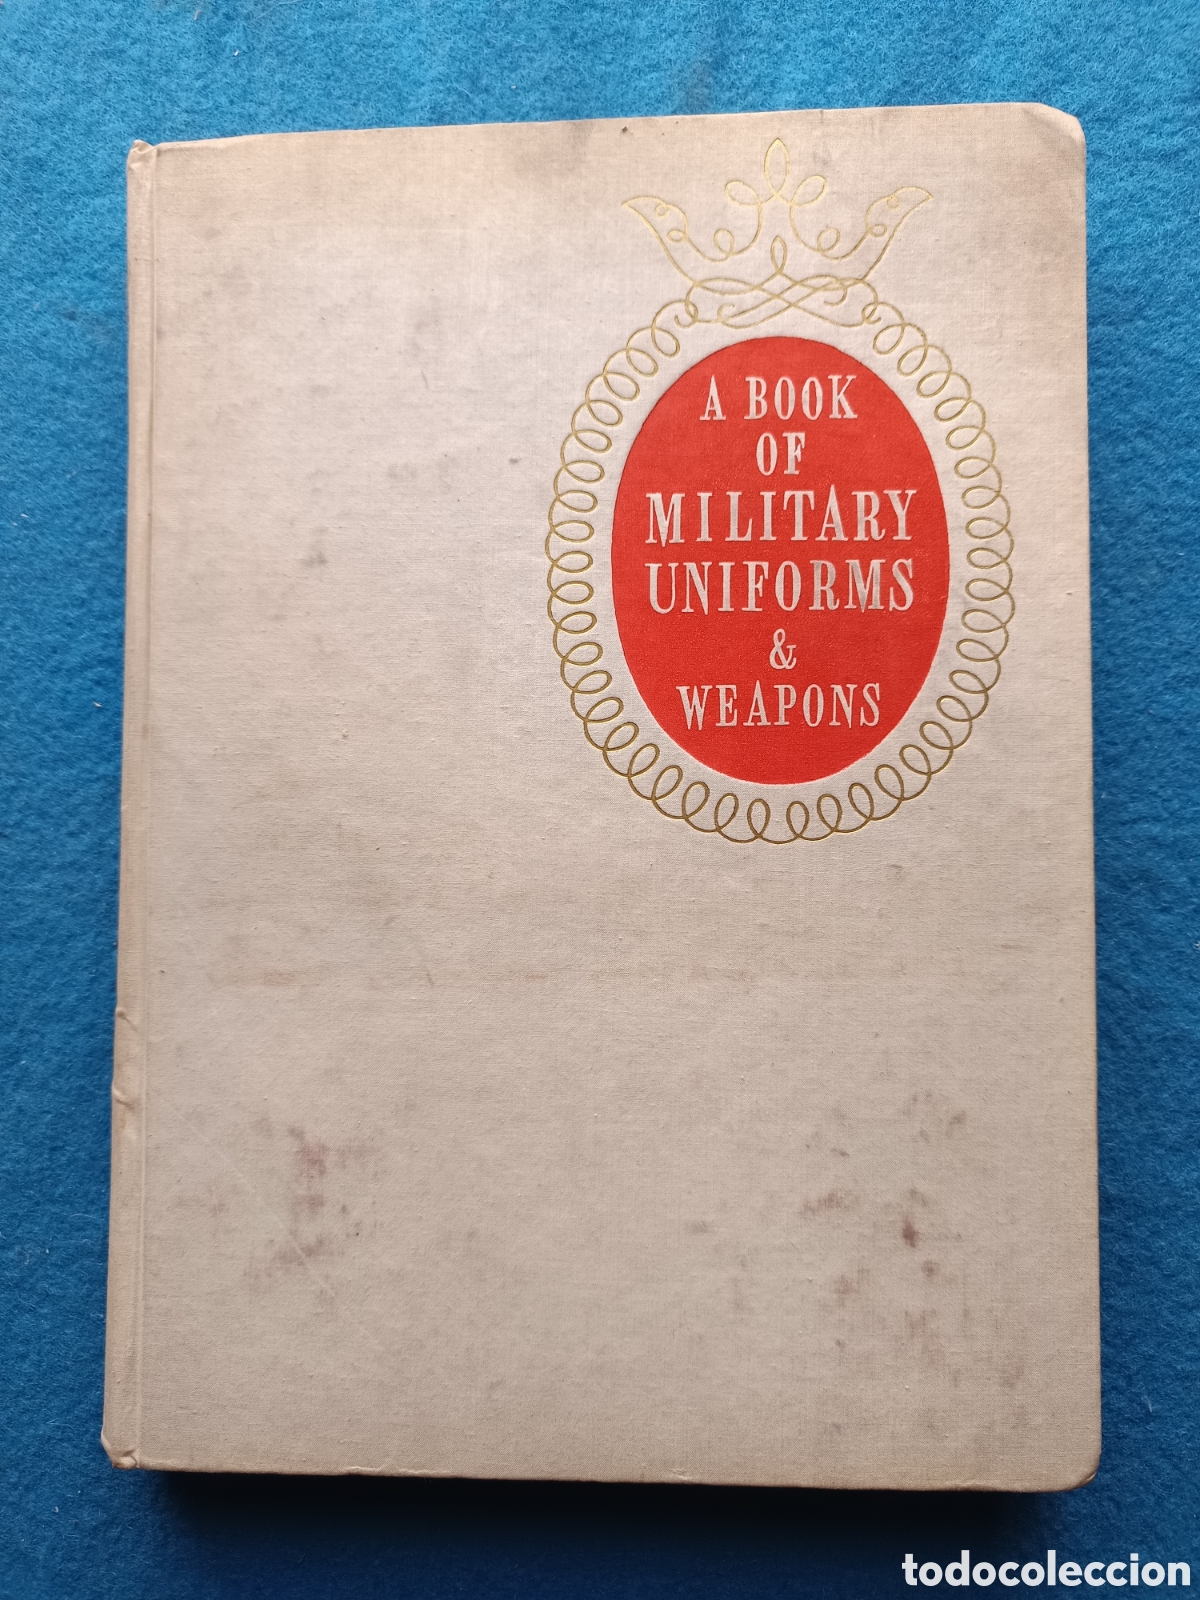 A BOOK
OF
MILITARY
UNIFORMS
&
WEAPONS
todocoleccion